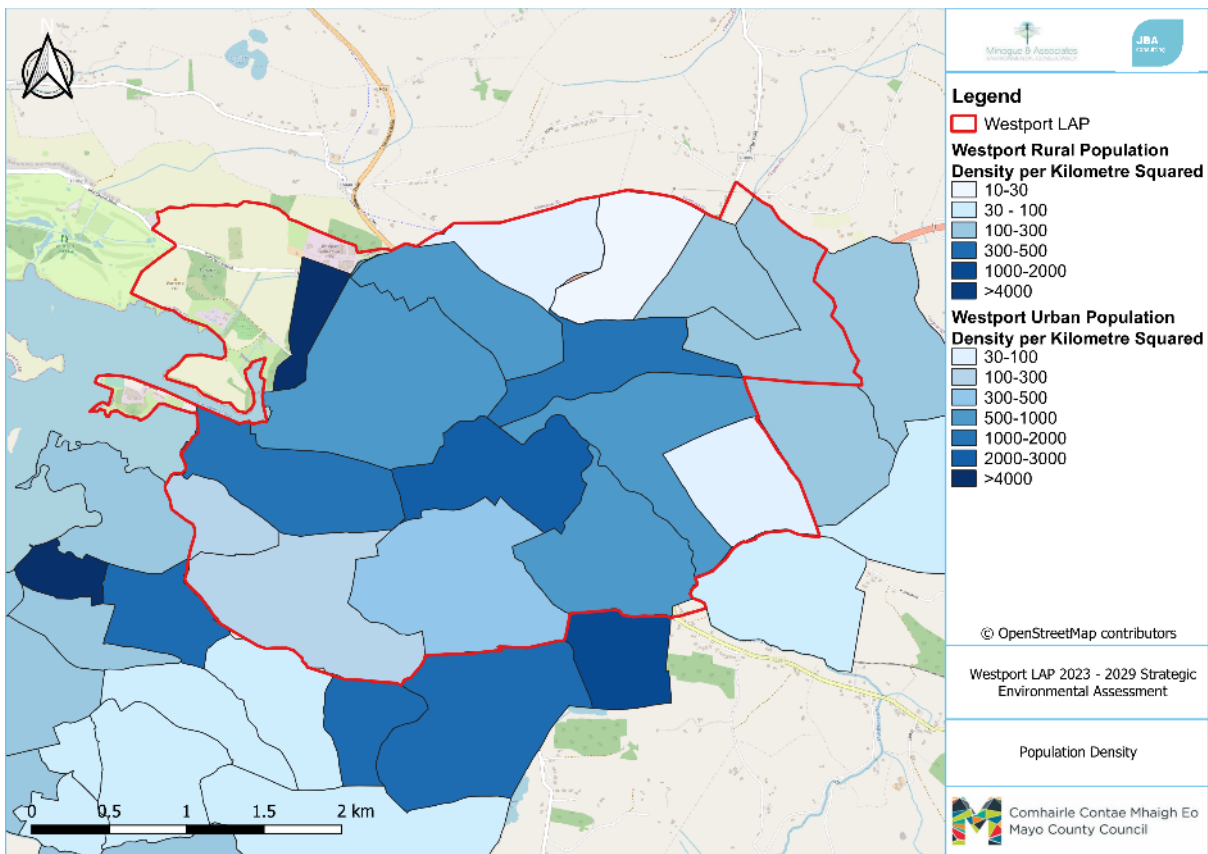 N
Minogue & Associates
ENVIRONMENTAL CONSULTANCY
JBA
consulting
Legend
Westport LAP
Westport Rural Population
Density per Kilometre Squared
10-30
30 - 100
100-300
300-500
1000-2000
>4000
Westport Urban Population
Density per Kilometre Squared
30-100
100-300
300-500
500-1000
1000-2000
2000-3000
>4000
© OpenStreetMap contributors
Westport LAP 2023 - 2029 Strategic
Environmental Assessment
Population Density
Comhairle Contae Mhaigh Eo
Mayo County Council
0 0.5 1 1.5 2 km